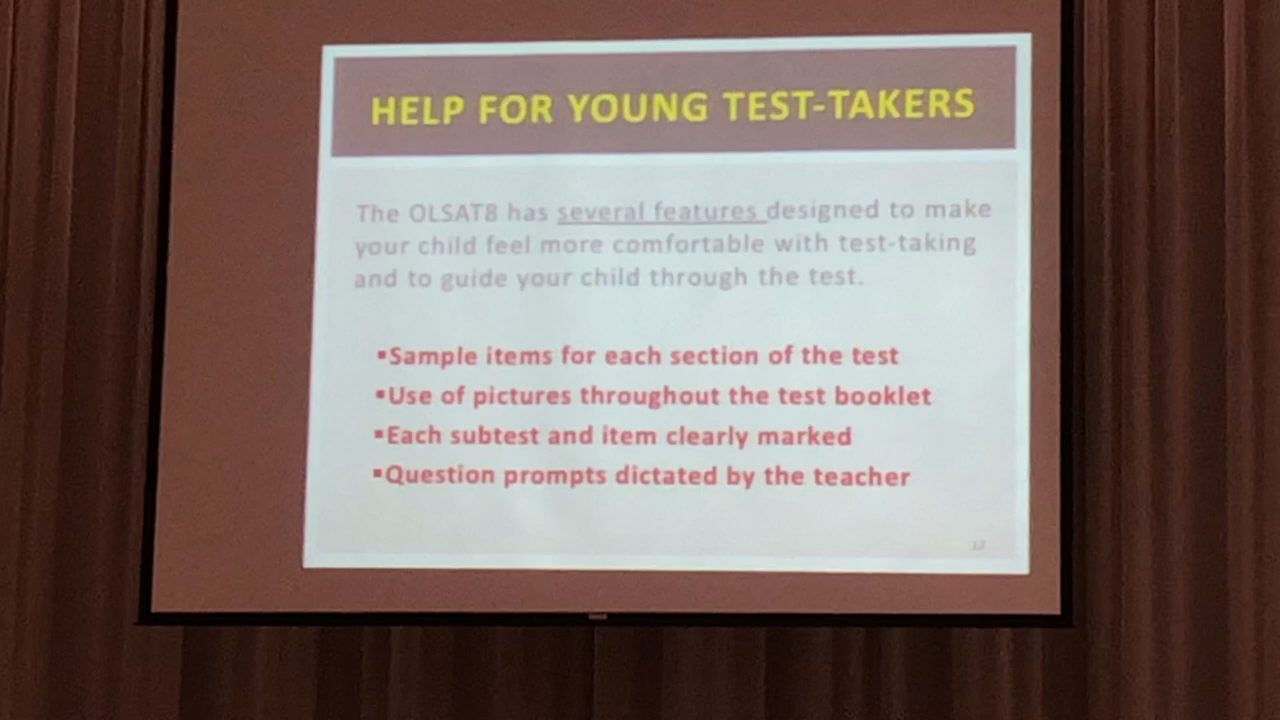 HELP FOR YOUNG TEST-TAKERS
The OLSAT8 has several features designed to make
your child feel more comfortable with test-taking
and to guide your child through the test.
▪Sample items for each section of the test
▪Use of pictures throughout the test booklet
▪Each subtest and item clearly marked
▪Question prompts dictated by the teacher